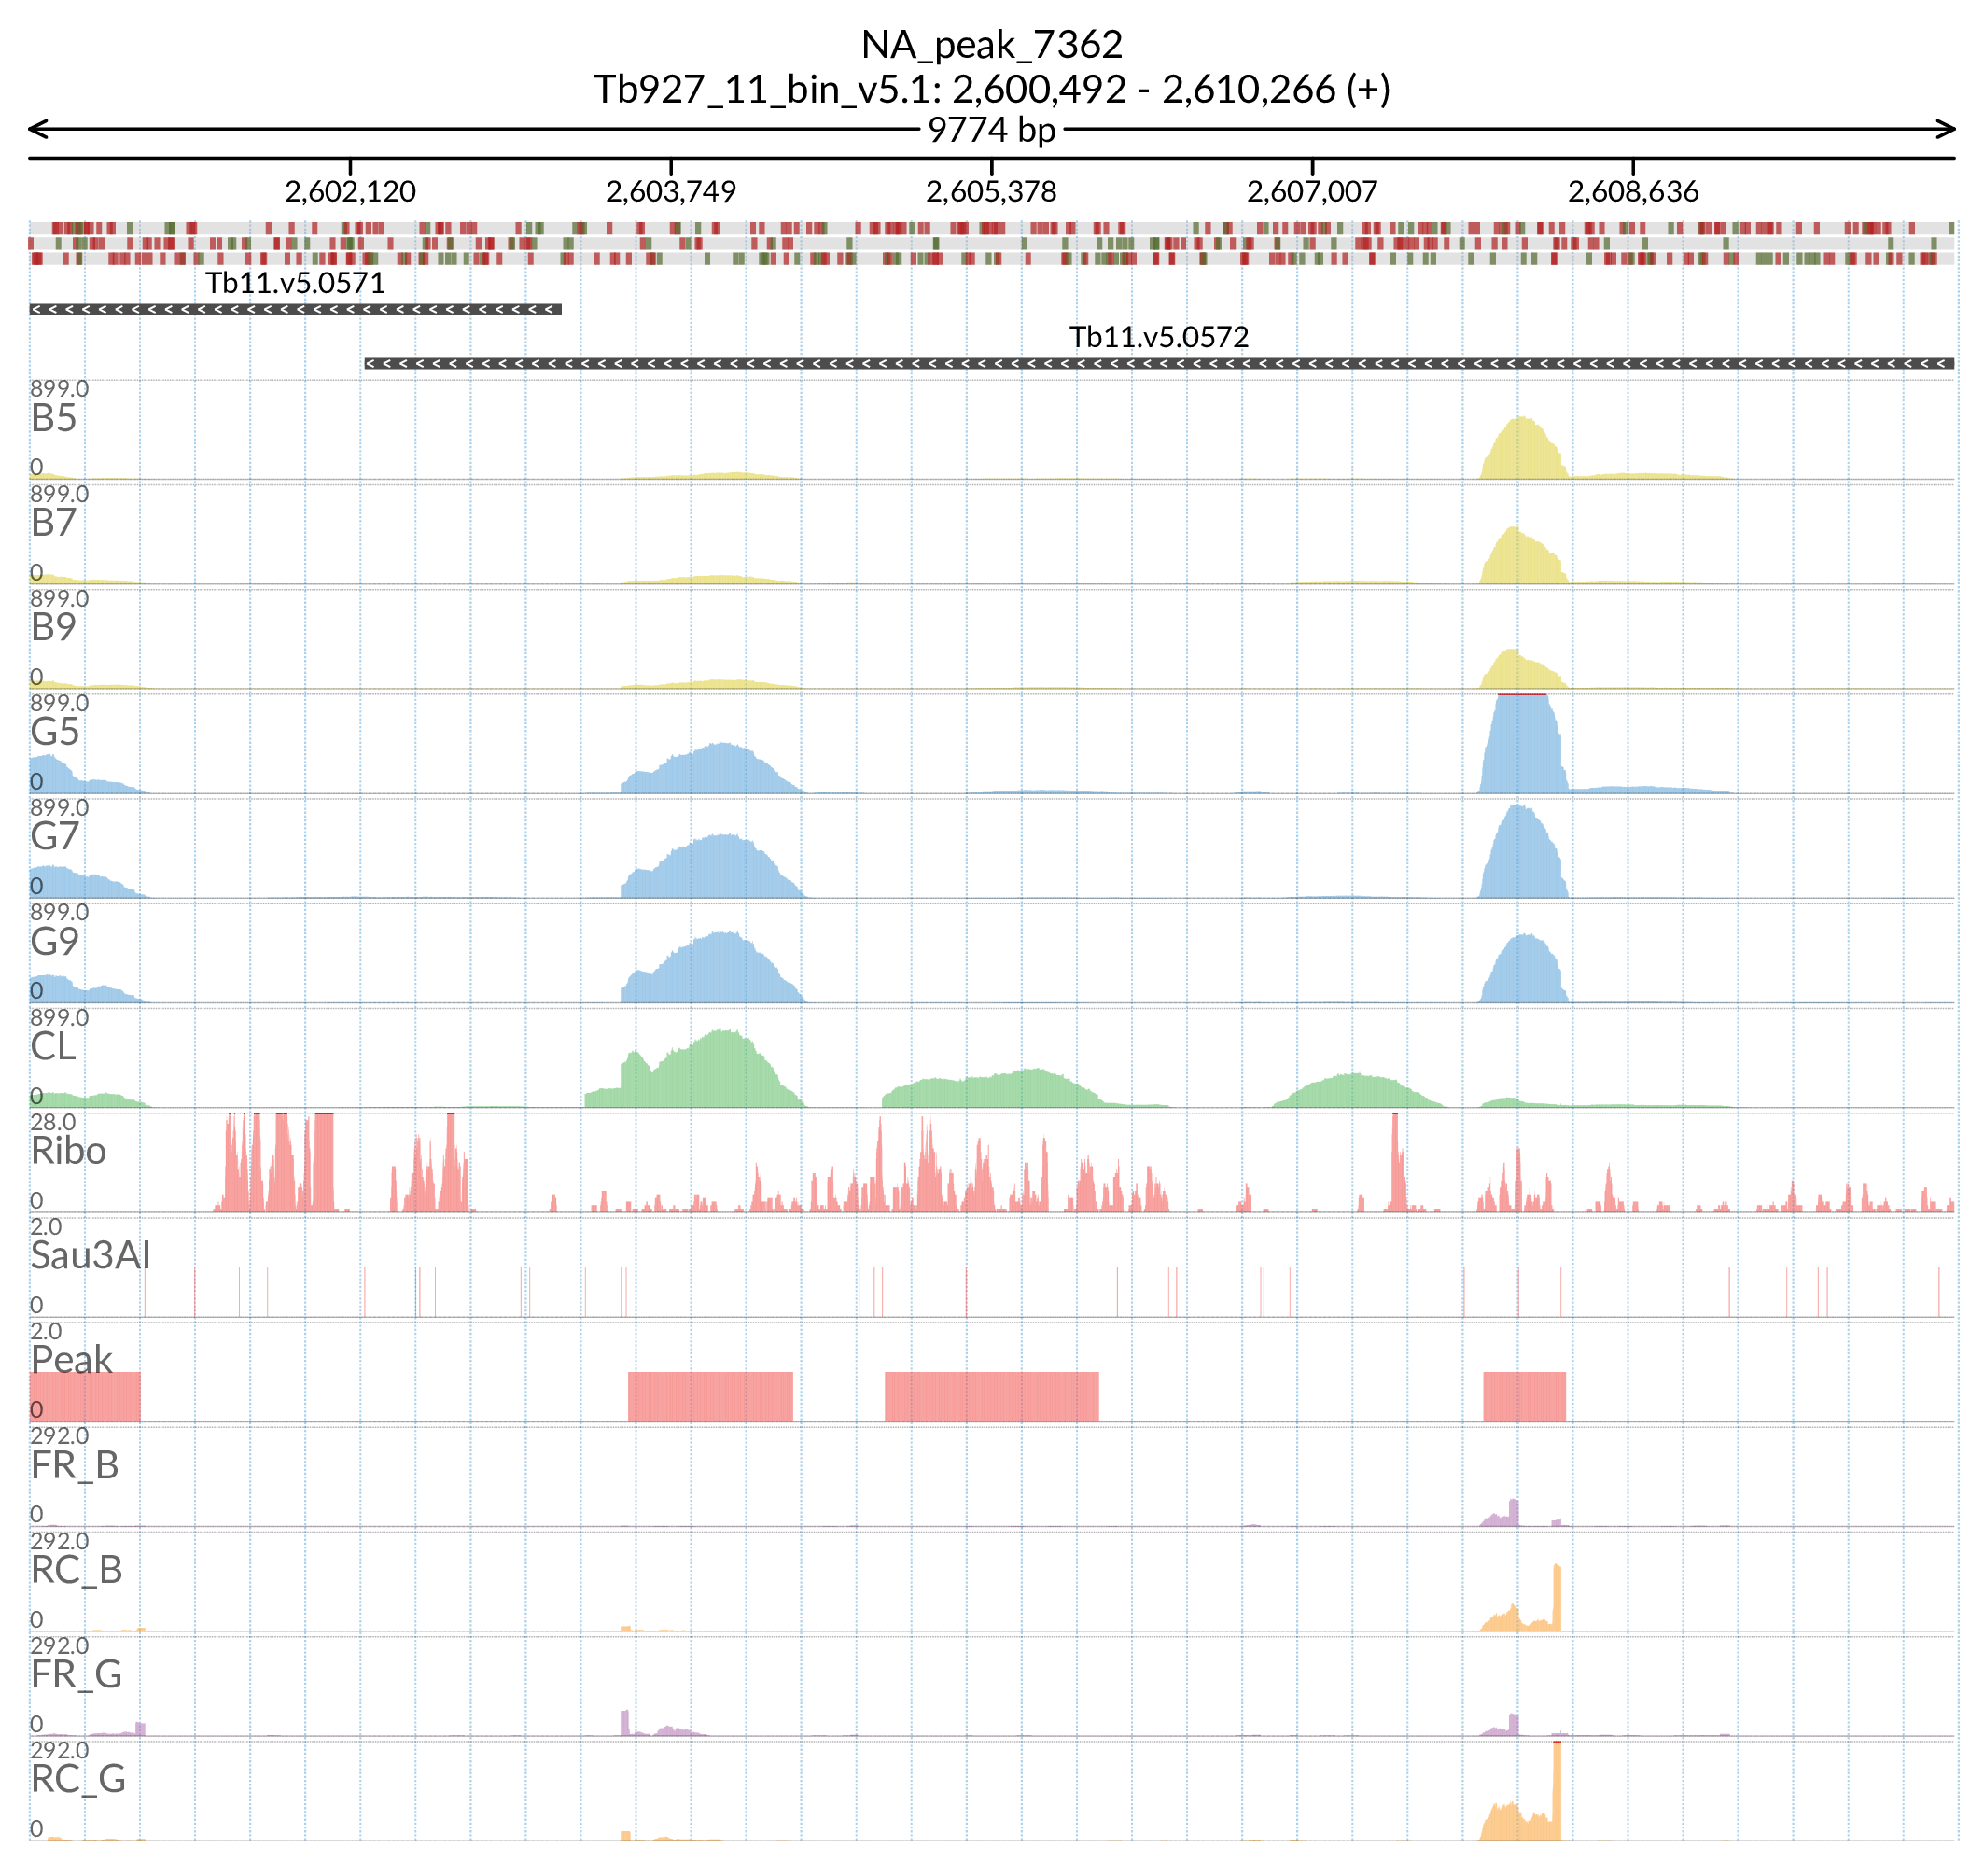 NA_peak_7362
Tb927_11_bin_v5.1: 2,600,492 - 2,610,266 (+)
9774 bp
2,602,120 2,603,749 2,605,378 2,607,007 2,608,636
Tb11.v5.0571
Tb11.v5.0572
899.0
B5
0
899.0
B7
0
899.0
B9
0
899.0
G5
0
899.0
G7
0
899.0
G9
0
899.0
CL
0
28.0
Ribo
0
2.0
Sau3AI
0
2.0
Peak
0
292.0
FR_B
0
292.0
RC_B
0
292.0
FR_G
0
292.0
RC_G
0